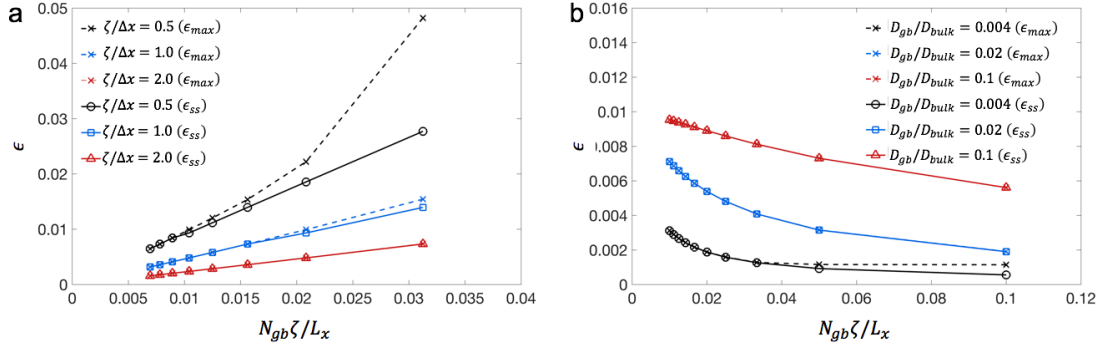 a
0.05
0.04
0.03
0.02
0.01
0
ϵ
ζ/Δx = 0.5 (ϵ_max)
ζ/Δx = 1.0 (ϵ_max)
ζ/Δx = 2.0 (ϵ_max)
ζ/Δx = 0.5 (ϵ_ss)
ζ/Δx = 1.0 (ϵ_ss)
ζ/Δx = 2.0 (ϵ_ss)
0 0.005 0.01 0.015 0.02 0.025 0.03 0.035 0.04
N_gb ζ/L_x
b
0.016
0.014
0.012
0.01
0.008
0.006
0.004
0.002
0
ϵ
D_gb/D_bulk = 0.004 (ϵ_max)
D_gb/D_bulk = 0.02 (ϵ_max)
D_gb/D_bulk = 0.1 (ϵ_max)
D_gb/D_bulk = 0.004 (ϵ_ss)
D_gb/D_bulk = 0.02 (ϵ_ss)
D_gb/D_bulk = 0.1 (ϵ_ss)
0 0.02 0.04 0.06 0.08 0.1 0.12
N_gb ζ/L_x